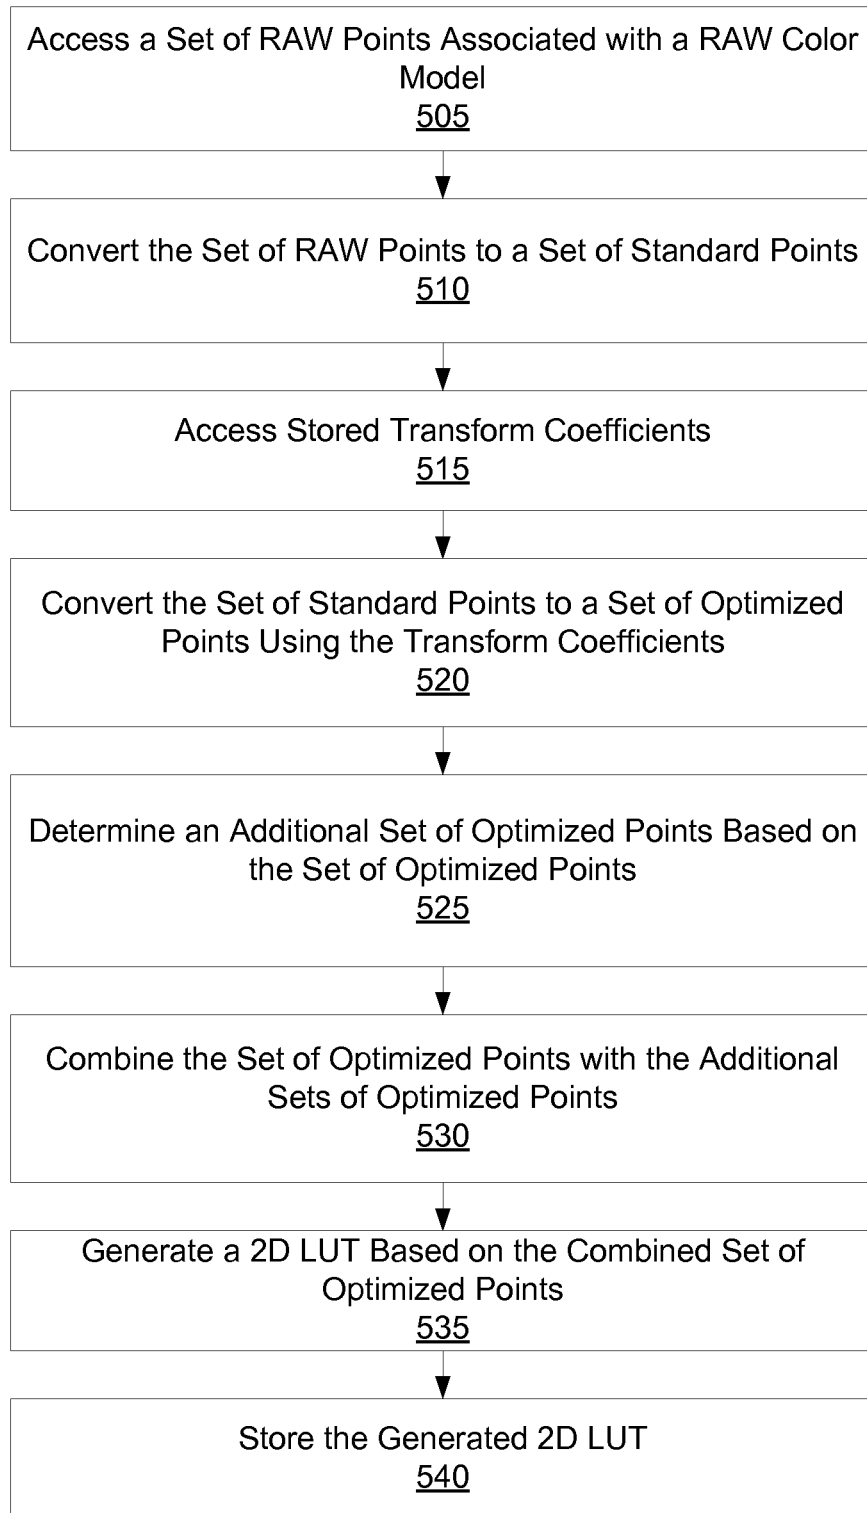 Access a Set of RAW Points Associated with a RAW Color
Model
505
Convert the Set of RAW Points to a Set of Standard Points
510
Access Stored Transform Coefficients
515
Convert the Set of Standard Points to a Set of Optimized
Points Using the Transform Coefficients
520
Determine an Additional Set of Optimized Points Based on
the Set of Optimized Points
525
Combine the Set of Optimized Points with the Additional
Sets of Optimized Points
530
Generate a 2D LUT Based on the Combined Set of
Optimized Points
535
Store the Generated 2D LUT
540